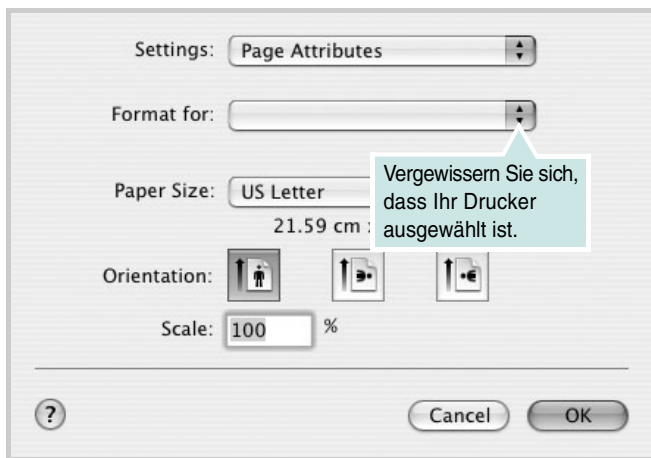 Settings: Page Attributes
Format for:
Vergewissern Sie sich,
dass Ihr Drucker
ausgewählt ist.
Paper Size: US Letter
21.59 cm
Orientation:
Scale: 100 %
? Cancel OK